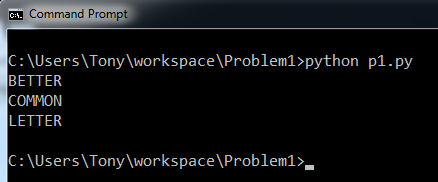 Command Prompt
C:\Users\Tony\workspace\Problem1>python p1.py
BETTER
COMMON
LETTER
C:\Users\Tony\workspace\Problem1>_